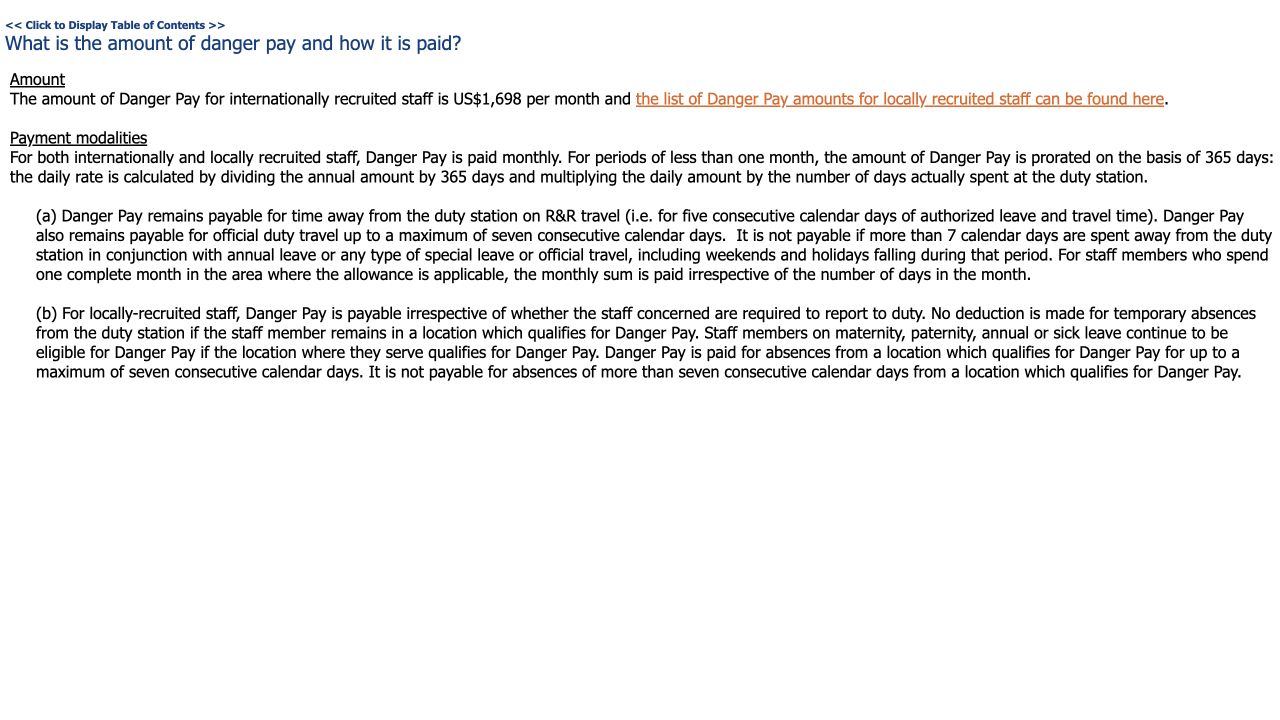 << Click to Display Table of Contents >>
What is the amount of danger pay and how it is paid?
Amount
The amount of Danger Pay for internationally recruited staff is US$1,698 per month and the list of Danger Pay amounts for locally recruited staff can be found here.
Payment modalities
For both internationally and locally recruited staff, Danger Pay is paid monthly. For periods of less than one month, the amount of Danger Pay is prorated on the basis of 365 days:
the daily rate is calculated by dividing the annual amount by 365 days and multiplying the daily amount by the number of days actually spent at the duty station.
(a) Danger Pay remains payable for time away from the duty station on R&R travel (i.e. for five consecutive calendar days of authorized leave and travel time). Danger Pay
also remains payable for official duty travel up to a maximum of seven consecutive calendar days.  It is not payable if more than 7 calendar days are spent away from the duty
station in conjunction with annual leave or any type of special leave or official travel, including weekends and holidays falling during that period. For staff members who spend
one complete month in the area where the allowance is applicable, the monthly sum is paid irrespective of the number of days in the month.
(b) For locally-recruited staff, Danger Pay is payable irrespective of whether the staff concerned are required to report to duty. No deduction is made for temporary absences
from the duty station if the staff member remains in a location which qualifies for Danger Pay. Staff members on maternity, paternity, annual or sick leave continue to be
eligible for Danger Pay if the location where they serve qualifies for Danger Pay. Danger Pay is paid for absences from a location which qualifies for Danger Pay for up to a
maximum of seven consecutive calendar days. It is not payable for absences of more than seven consecutive calendar days from a location which qualifies for Danger Pay.